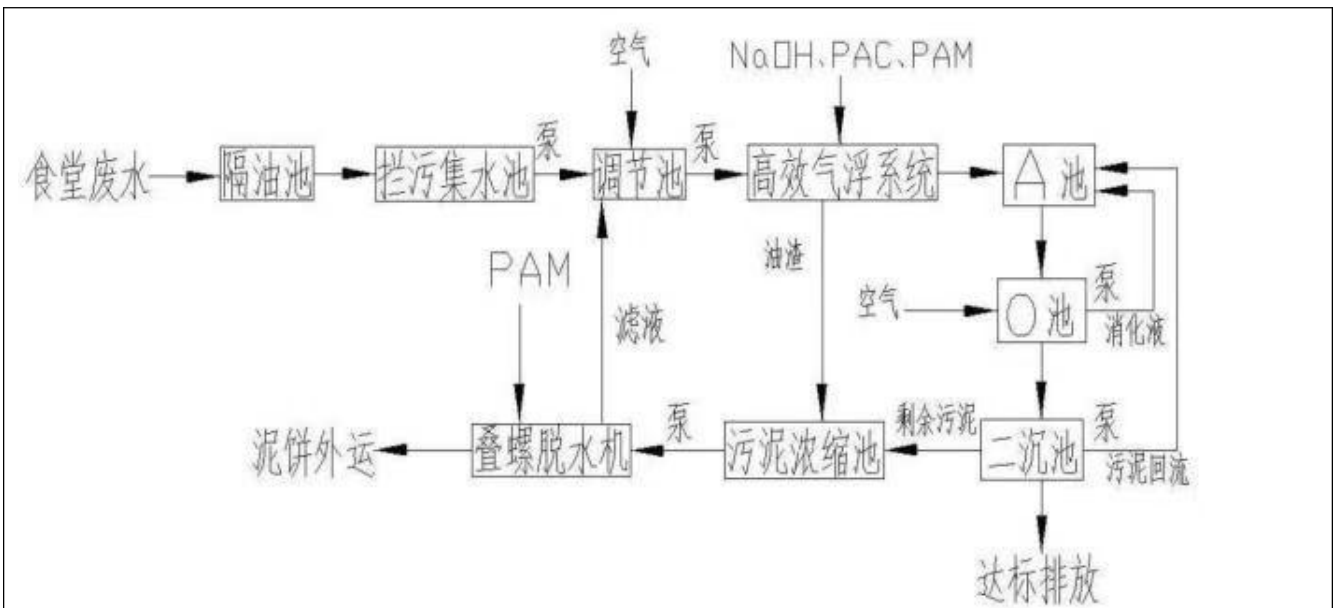 空气
NaOH、PAC、PAM
食堂废水
隔油池
拦污集水池
泵
调节池
泵
高效气浮系统
A池
PAM
滤液
油渣
空气
O池
泵
消化液
泥饼外运
叠螺脱水机
泵
污泥浓缩池
剩余污泥
二沉池
泵
污泥回流
达标排放